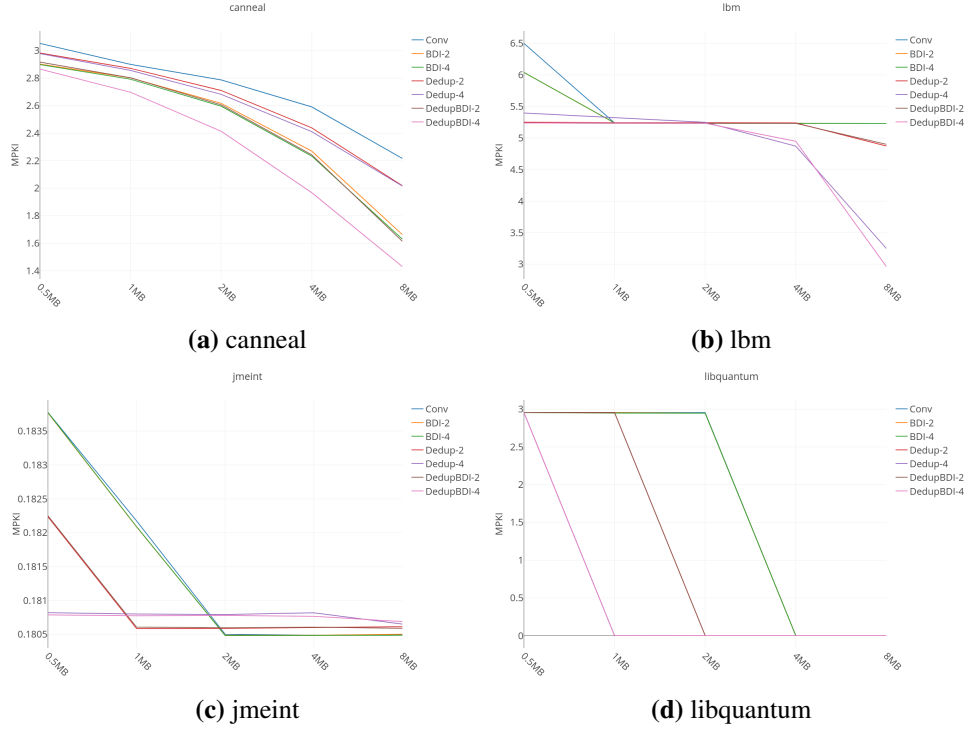 canneal
3
2.8
2.6
2.4
2.2
2
1.8
1.6
1.4
MPKI
0.5MB
1MB
2MB
4MB
8MB
Conv
BDI-2
BDI-4
Dedup-2
Dedup-4
DedupBDI-2
DedupBDI-4
(a) canneal
lbm
6.5
6
5.5
5
4.5
4
3.5
3
MPKI
0.5MB
1MB
2MB
4MB
8MB
Conv
BDI-2
BDI-4
Dedup-2
Dedup-4
DedupBDI-2
DedupBDI-4
(b) lbm
jmeint
0.1835
0.183
0.1825
0.182
0.1815
0.181
0.1805
MPKI
0.5MB
1MB
2MB
4MB
8MB
Conv
BDI-2
BDI-4
Dedup-2
Dedup-4
DedupBDI-2
DedupBDI-4
(c) jmeint
libquantum
3
2.5
2
1.5
1
0.5
0
MPKI
0.5MB
1MB
2MB
4MB
8MB
Conv
BDI-2
BDI-4
Dedup-2
Dedup-4
DedupBDI-2
DedupBDI-4
(d) libquantum